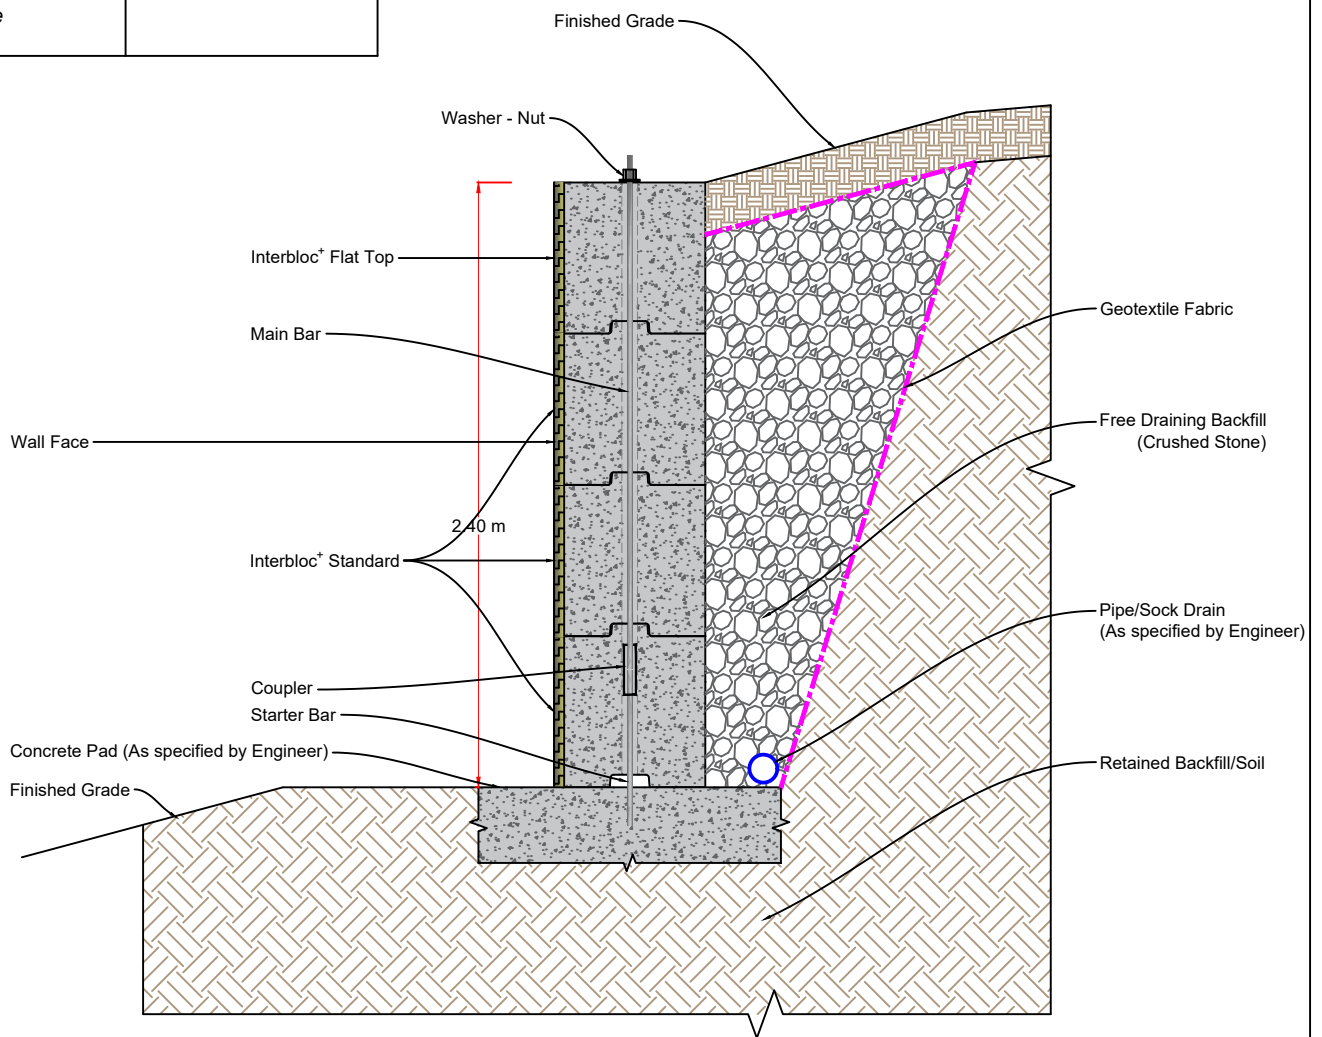 Finished Grade
Washer - Nut
Interbloc⁺ Flat Top
Main Bar
Geotextile Fabric
Free Draining Backfill
(Crushed Stone)
Wall Face
2.40 m
Interbloc⁺ Standard
Pipe/Sock Drain
(As specified by Engineer)
Coupler
Starter Bar
Concrete Pad (As specified by Engineer)
Retained Backfill/Soil
Finished Grade